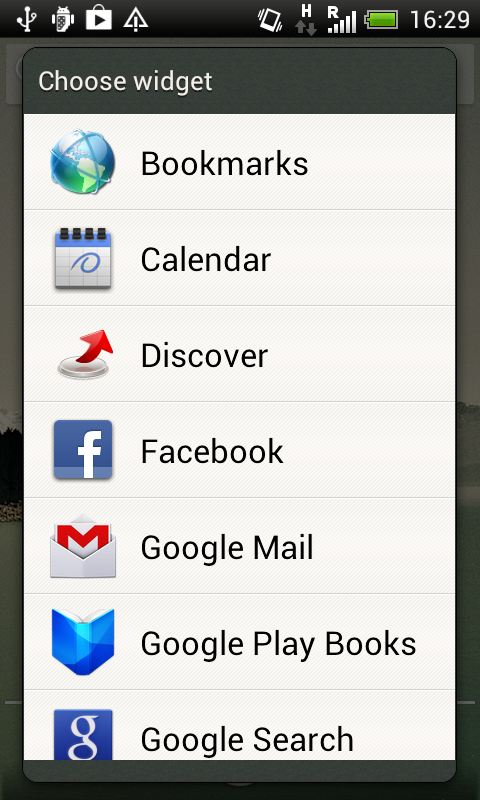 H
R
16:29
Choose widget
Bookmarks
Calendar
Discover
Facebook
Google Mail
Google Play Books
Google Search